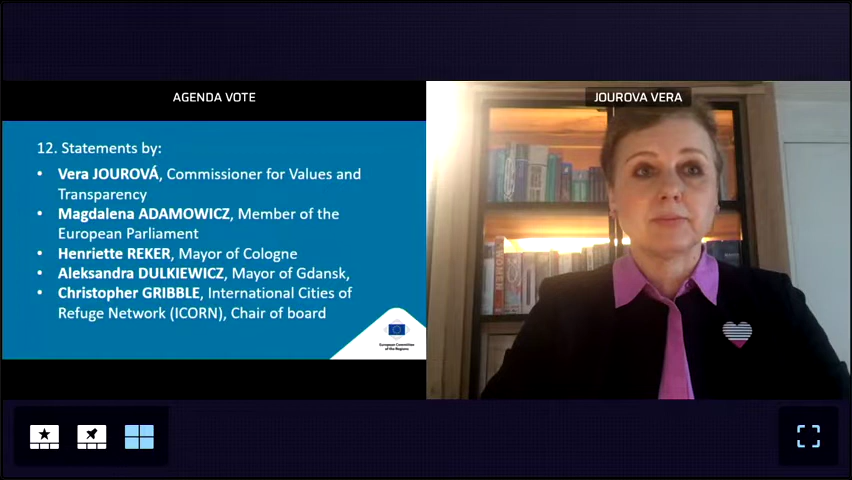 AGENDA VOTE
JOUROVA VERA
12. Statements by:
• Vera JOUROVÁ, Commissioner for Values and
Transparency
• Magdalena ADAMOWICZ, Member of the
European Parliament
• Henriette REKER, Mayor of Cologne
• Aleksandra DULKIEWICZ, Mayor of Gdansk,
• Christopher GRIBBLE, International Cities of
Refuge Network (ICORN), Chair of board
European Committee
of the Regions